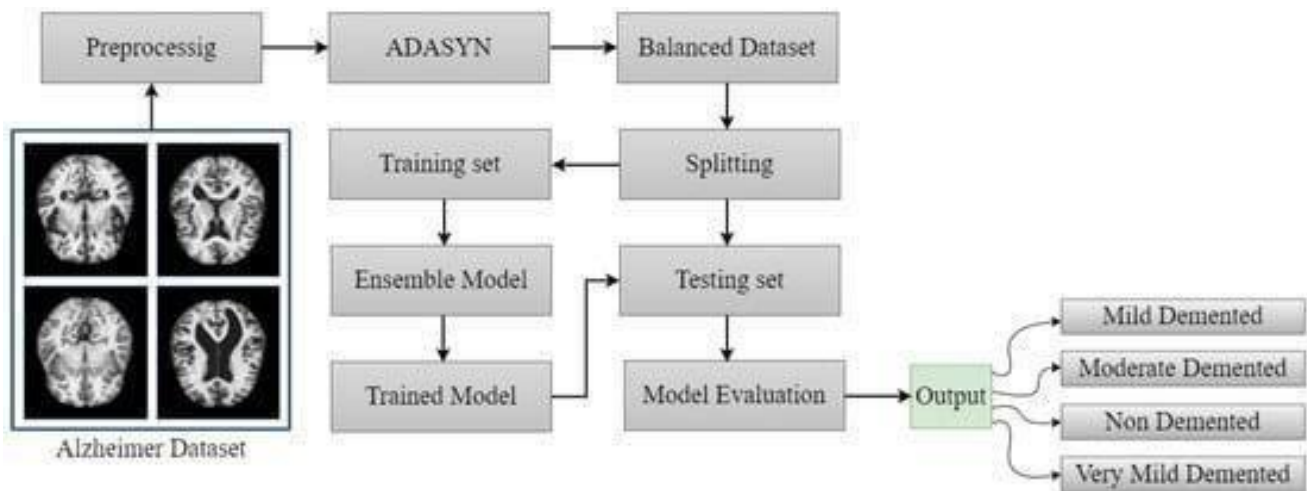 Preprocessig
ADASYN
Balanced Dataset
Training set
Splitting
Ensemble Model
Testing set
Trained Model
Model Evaluation
Output
Mild Demented
Moderate Demented
Non Demented
Very Mild Demented
Alzheimer Dataset